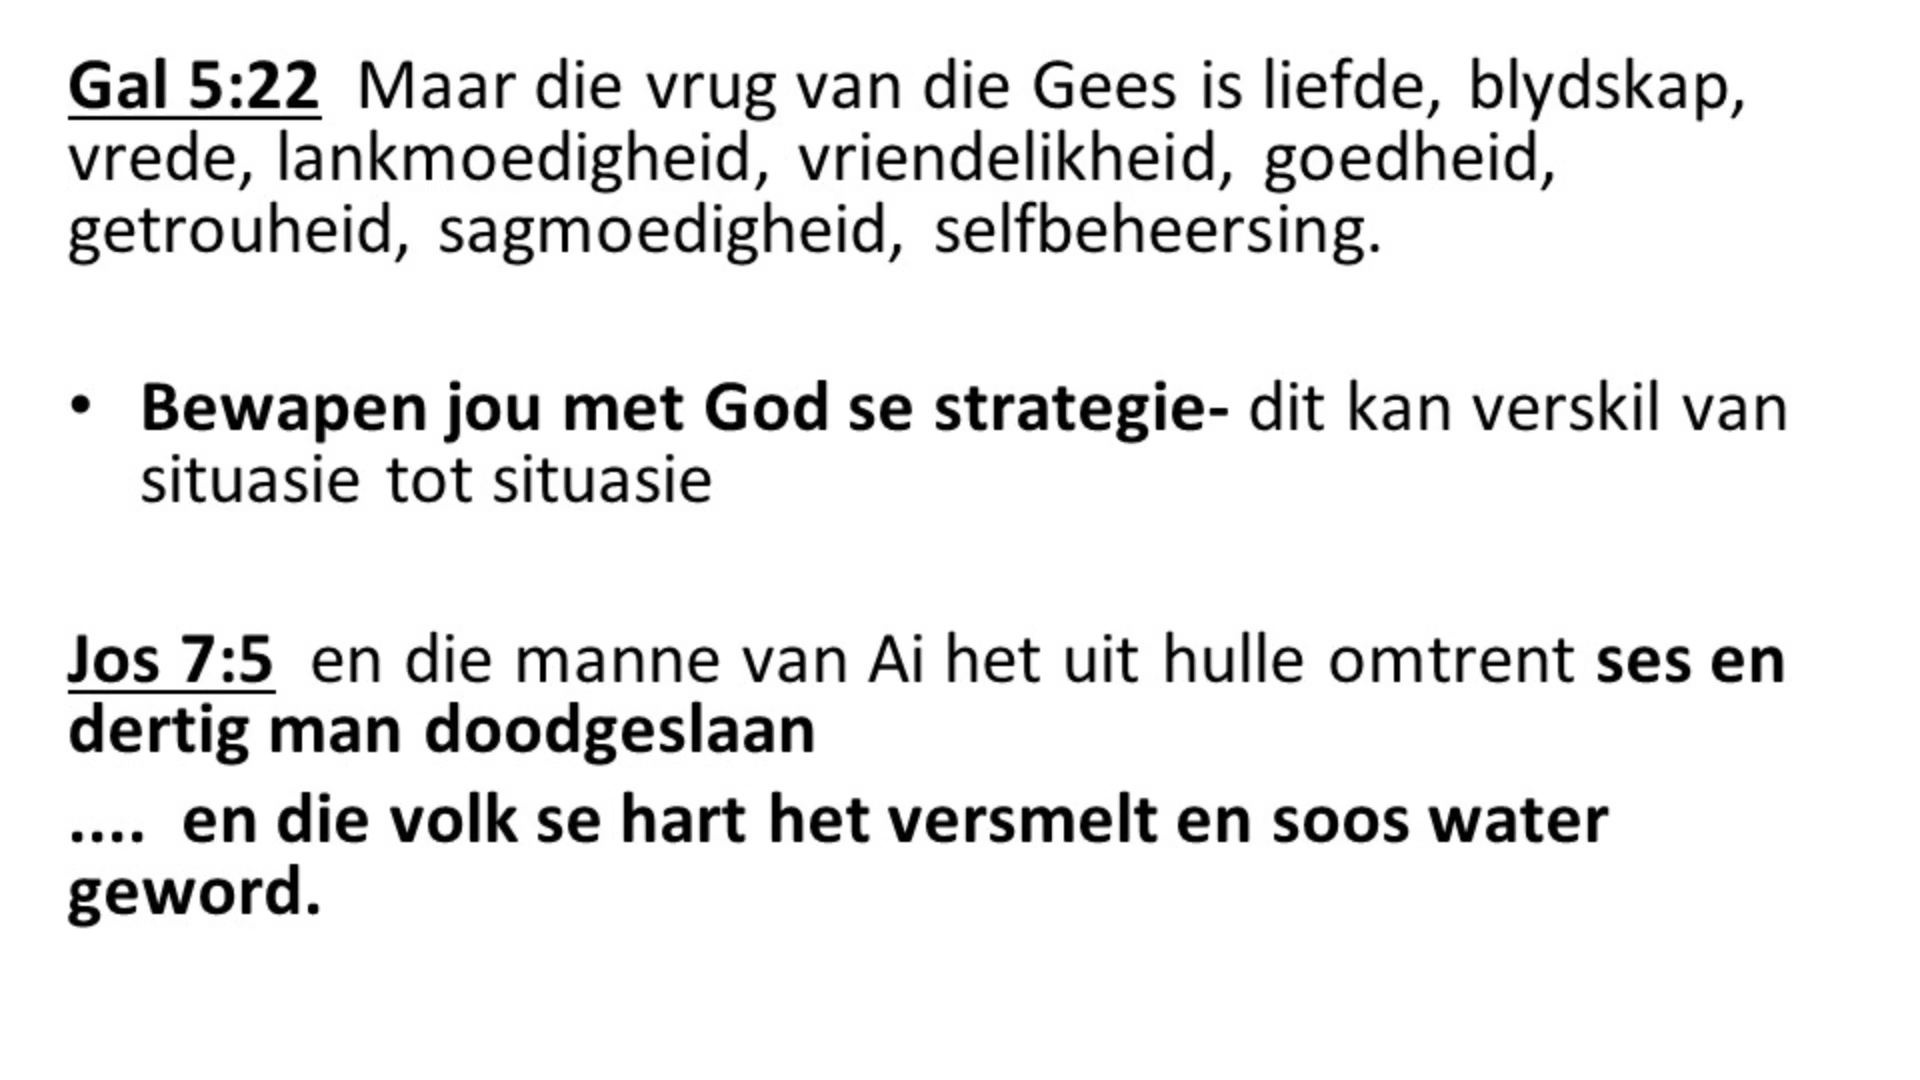 Gal 5:22 Maar die vrug van die Gees is liefde, blydskap,
vrede, lankmoedigheid, vriendelikheid, goedheid,
getrouheid, sagmoedigheid, selfbeheersing.
• Bewapen jou met God se strategie- dit kan verskil van
situasie tot situasie
Jos 7:5 en die manne van Ai het uit hulle omtrent ses en
dertig man doodgeslaan
.... en die volk se hart het versmelt en soos water
geword.